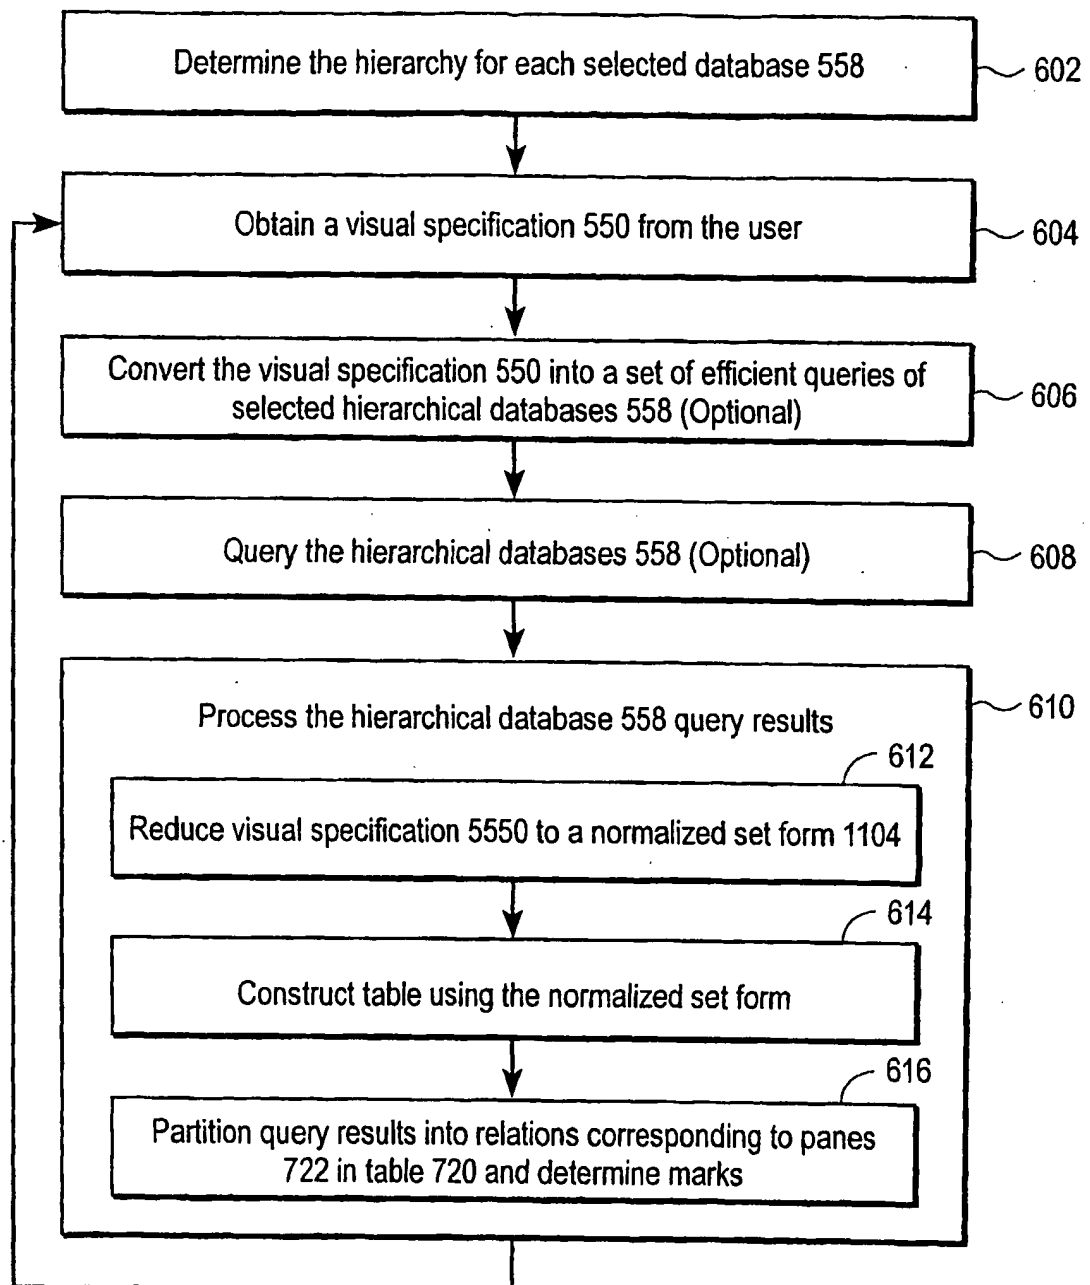 Determine the hierarchy for each selected database 558
602
Obtain a visual specification 550 from the user
604
Convert the visual specification 550 into a set of efficient queries of
selected hierarchical databases 558 (Optional)
606
Query the hierarchical databases 558 (Optional)
608
Process the hierarchical database 558 query results
610
612
Reduce visual specification 5550 to a normalized set form 1104
614
Construct table using the normalized set form
616
Partition query results into relations corresponding to panes
722 in table 720 and determine marks